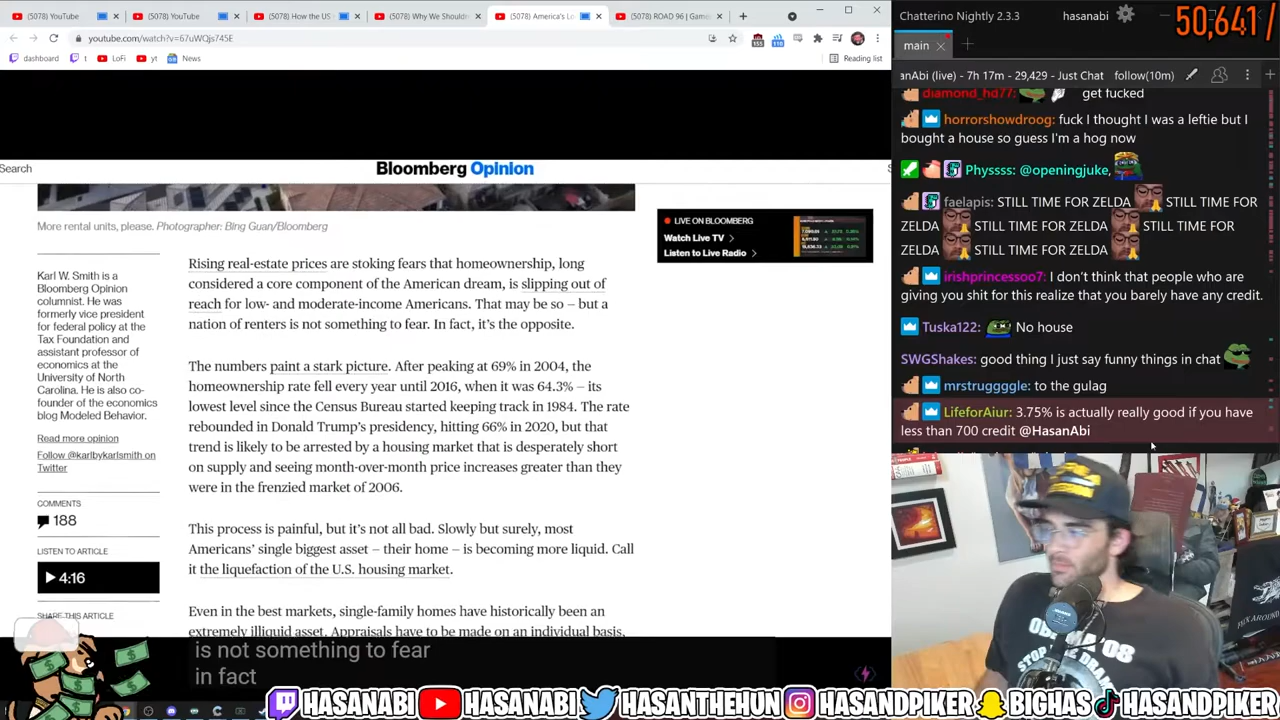 (5078) YouTube
(5078) YouTube
(5078) How the US
(5078) Why We Shouldn
(5078) America's Lo
(5078) ROAD 96 | Game
youtube.com/watch?v=67uWQjs745E
155
118
dashboard
t
LoFi
yt
News
Reading list
Search
Bloomberg Opinion
More rental units, please. Photographer: Bing Guan/Bloomberg
Karl W. Smith is a
Bloomberg Opinion
columnist. He was
formerly vice president
for federal policy at the
Tax Foundation and
assistant professor of
economics at the
University of North
Carolina. He is also co-
founder of the economics
blog Modeled Behavior.
Read more opinion
Follow @karlbykarlsmith on
Twitter
COMMENTS
188
LISTEN TO ARTICLE
4:16
SHARE THIS ARTICLE
Rising real-estate prices are stoking fears that homeownership, long
considered a core component of the American dream, is slipping out of
reach for low- and moderate-income Americans. That may be so — but a
nation of renters is not something to fear. In fact, it's the opposite.
The numbers paint a stark picture. After peaking at 69% in 2004, the
homeownership rate fell every year until 2016, when it was 64.3% — its
lowest level since the Census Bureau started keeping track in 1984. The rate
rebounded in Donald Trump's presidency, hitting 66% in 2020, but that
trend is likely to be arrested by a housing market that is desperately short
on supply and seeing month-over-month price increases greater than they
were in the frenzied market of 2006.
This process is painful, but it's not all bad. Slowly but surely, most
Americans' single biggest asset — their home — is becoming more liquid. Call
it the liquefaction of the U.S. housing market.
Even in the best markets, single-family homes have historically been an
extremely illiquid asset. Appraisals have to be made on an individual basis,
LIVE ON BLOOMBERG
Watch Live TV
Listen to Live Radio
is not something to fear
in fact
Chatterino Nightly 2.3.3
hasanabi
50,641 /
main
anAbi (live) - 7h 17m - 29,429 - Just Chat
follow(10m)
diamond_hd77: get fucked
horrorshowdroog: fuck I thought I was a leftie but I
bought a house so guess I'm a hog now
Physsss: @openingjuke,
faelapis: STILL TIME FOR ZELDA STILL TIME FOR
ZELDA STILL TIME FOR ZELDA STILL TIME FOR
ZELDA STILL TIME FOR ZELDA
irishprincessoo7: I don't think that people who are
giving you shit for this realize that you barely have any credit.
Tuska122: No house
SWGShakes: good thing I just say funny things in chat
mrstruggggle: to the gulag
LifeforAiur: 3.75% is actually really good if you have
less than 700 credit @HasanAbi
HASANABI
HASANABI
HASANTHEHUN
HASANDPIKER
BIGHAS
HASANDPIKER